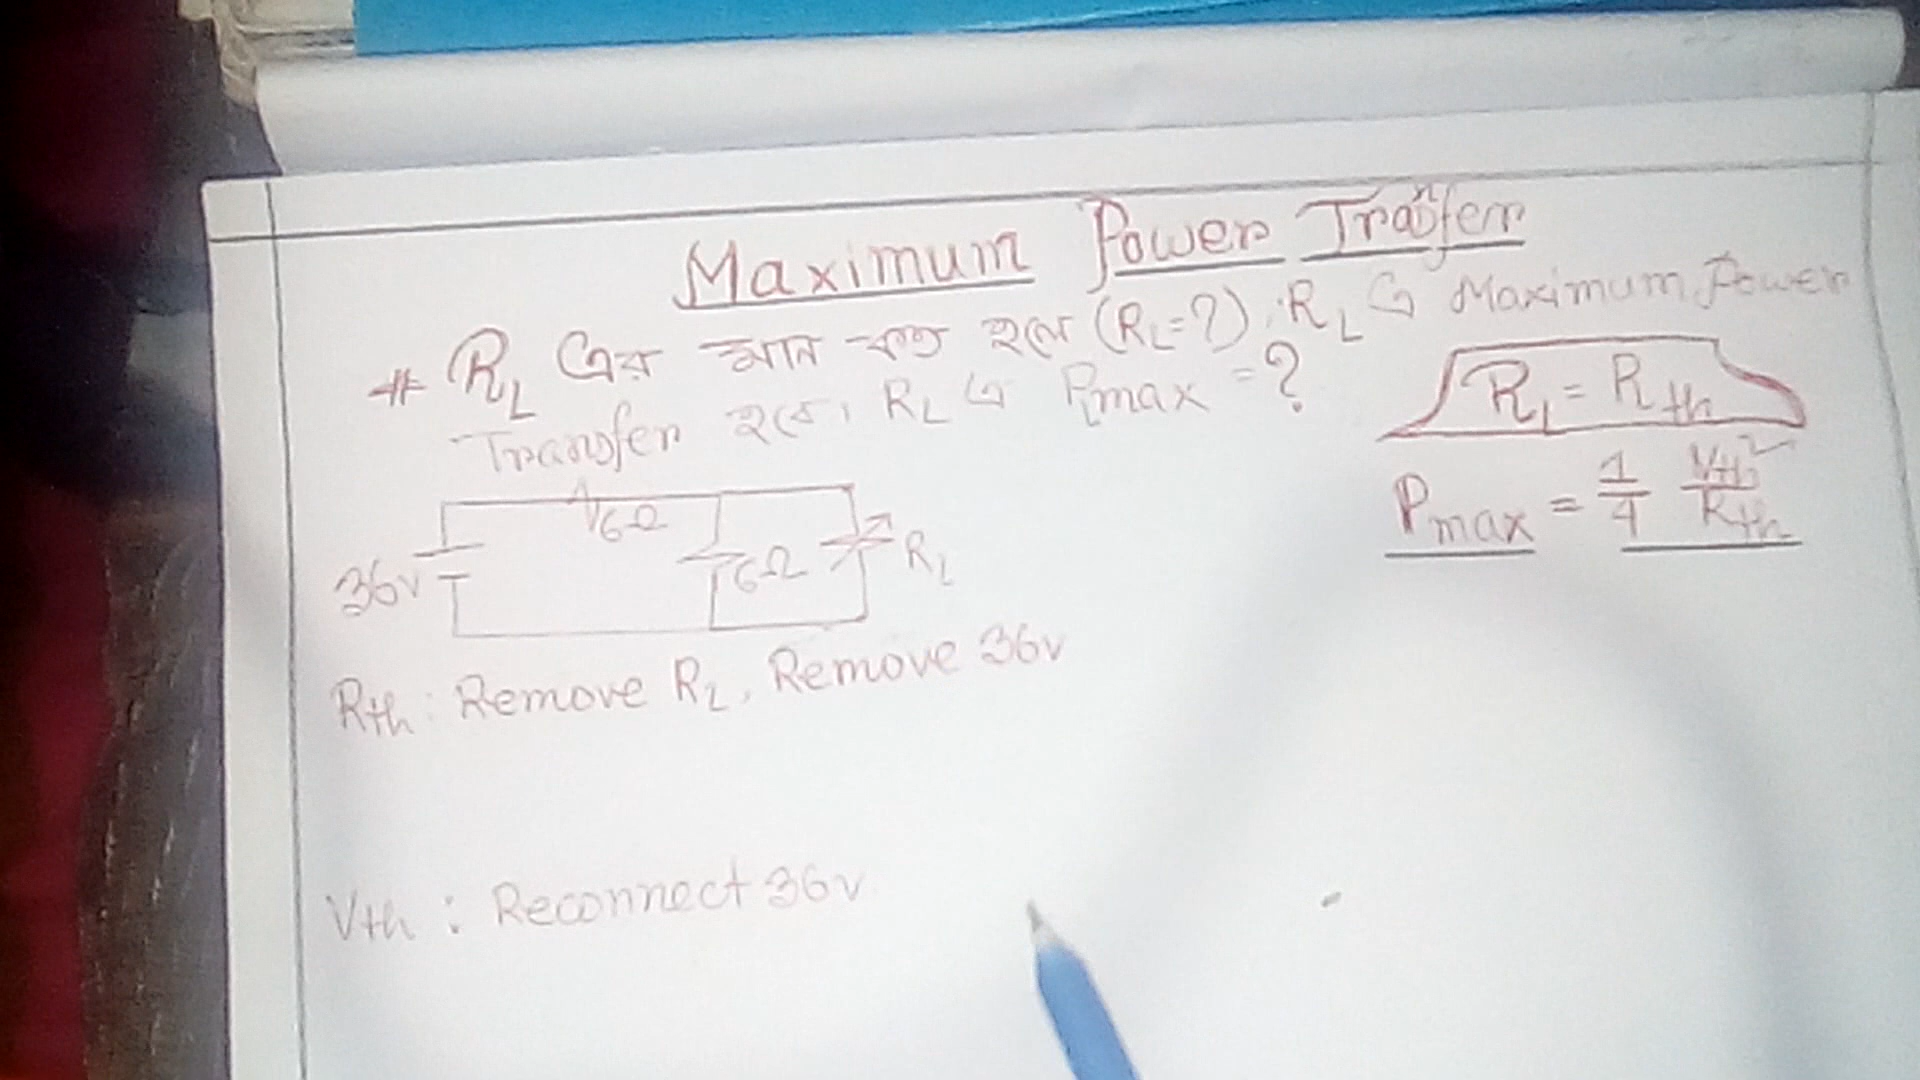 Maximum Power Transfer
# RL এর মান কত হলে (RL=?) . RL এ Maximum Power
Transfer হবে। RL এ Pmax = ?
RL = Rth
Pmax = 1/4 Vth²/Rth
6Ω
36v
6Ω
RL
Rth : Remove RL, Remove 36v
Vth : Reconnect 36v